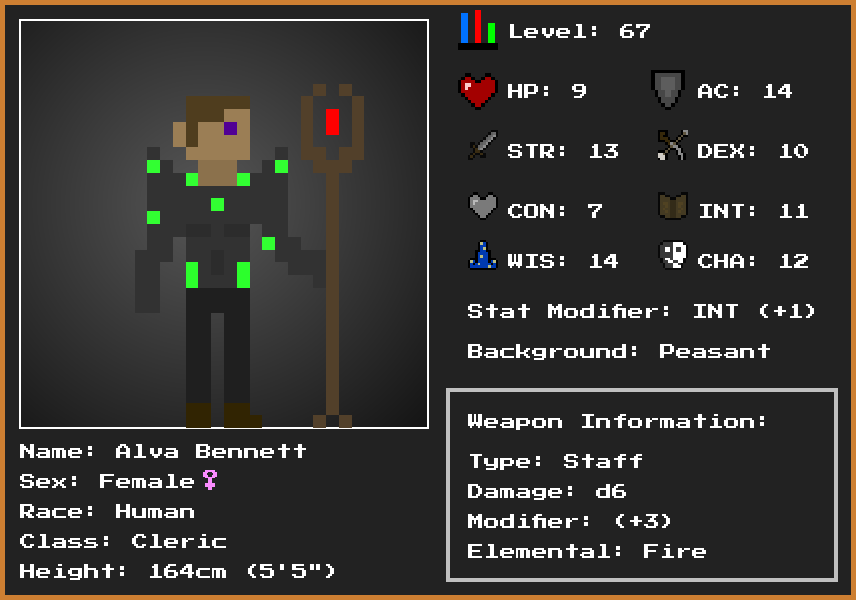 Level: 67
HP: 9 AC: 14
STR: 13 DEX: 10
CON: 7 INT: 11
WIS: 14 CHA: 12
Stat Modifier: INT (+1)
Background: Peasant
Weapon Information:
Type: Staff
Damage: d6
Modifier: (+3)
Elemental: Fire
Name: Alva Bennett
Sex: Female♀
Race: Human
Class: Cleric
Height: 164cm (5'5")